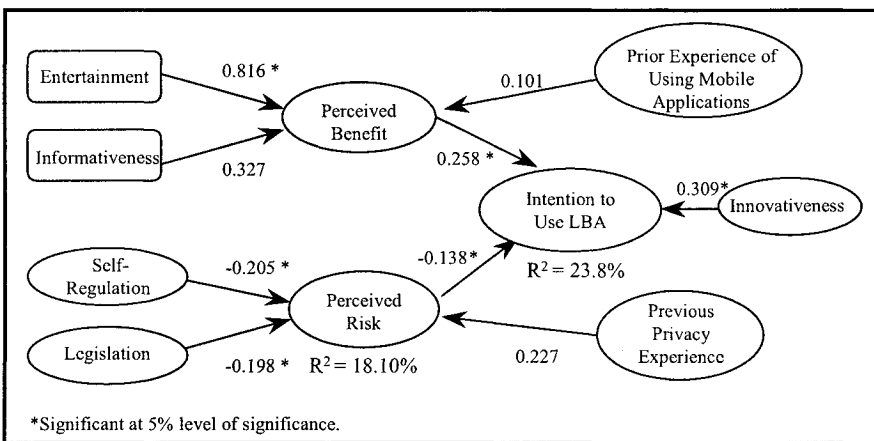 Entertainment
0.816 *
Informativeness
0.327
Perceived
Benefit
0.101
Prior Experience of
Using Mobile
Applications
0.258 *
Intention to
Use LBA
R² = 23.8%
0.309*
Innovativeness
Self-
Regulation
-0.205 *
Legislation
-0.198 *
Perceived
Risk
R² = 18.10%
-0.138*
Previous
Privacy
Experience
0.227
*Significant at 5% level of significance.